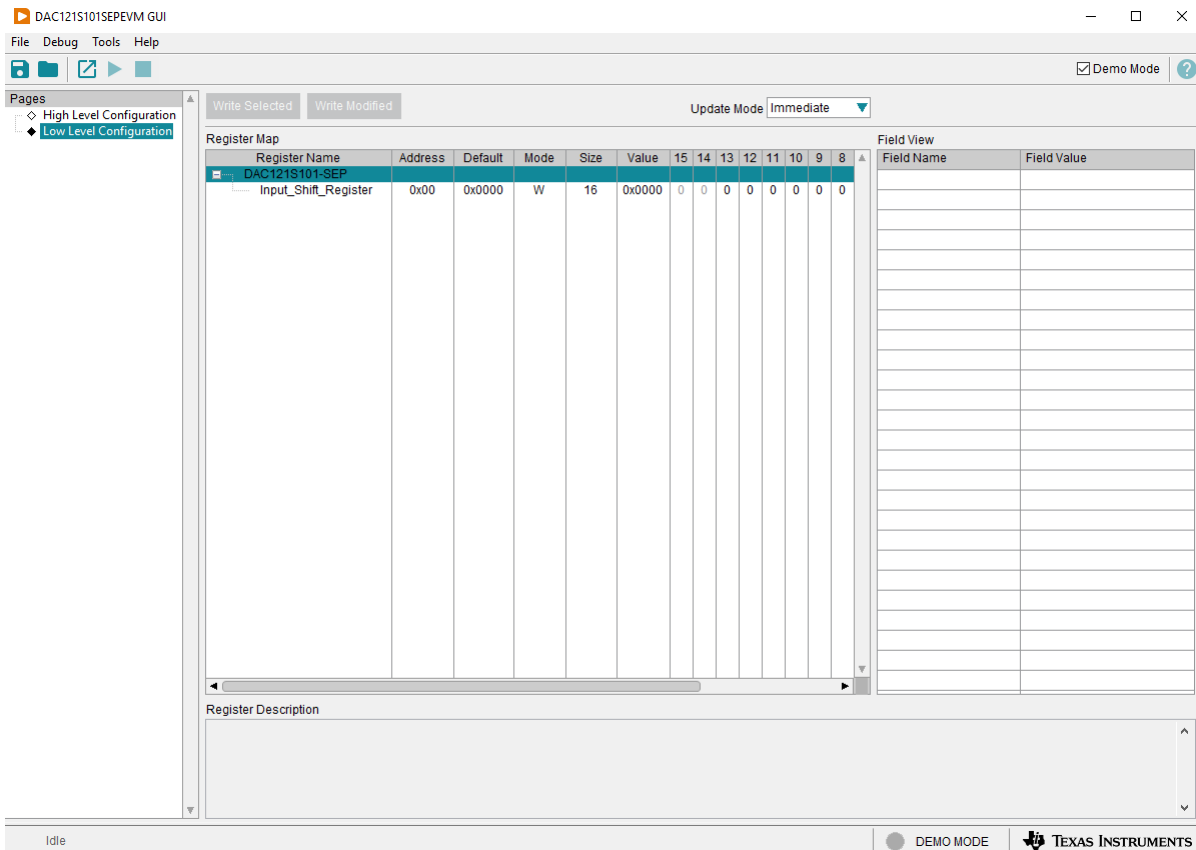 DAC121S101SEPEVM GUI
File Debug Tools Help
Demo Mode
Pages
High Level Configuration
Low Level Configuration
Write Selected Write Modified
Update Mode Immediate
Register Map
Register Name Address Default Mode Size Value 15 14 13 12 11 10 9 8
DAC121S101-SEP
Input_Shift_Register 0x00 0x0000 W 16 0x0000 0 0 0 0 0 0 0 0
Field View
Field Name Field Value
Register Description
Idle
DEMO MODE
TEXAS INSTRUMENTS